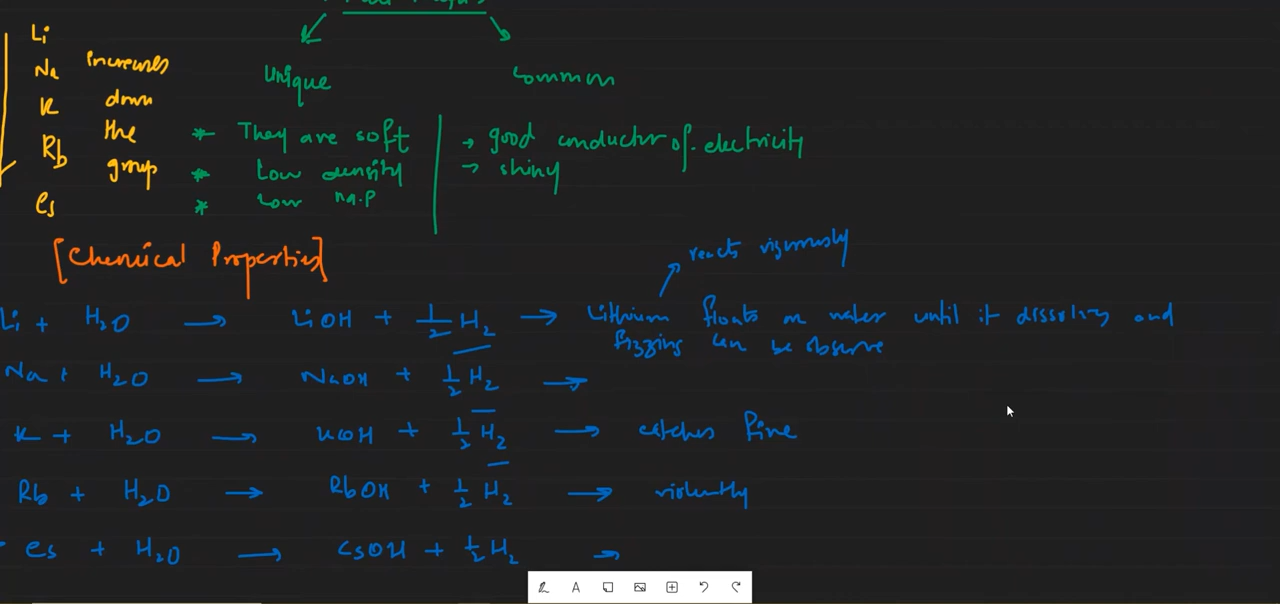 Li
Na increases
K down
Rb the
group
Cs
Unique
Common
* They are soft
* Low density
* Low m.p
→ good conductor of electricity
→ shiny
[Chemical Properties]
reacts vigorously
Li + H₂O → LiOH + 1/2 H₂ → Lithium floats on water until it dissolves and
fizzing can be observe
Na + H₂O → NaOH + 1/2 H₂ →
K + H₂O → KOH + 1/2 H₂ → catches fire
Rb + H₂O → RbOH + 1/2 H₂ → violently
Cs + H₂O → CsOH + 1/2 H₂ →